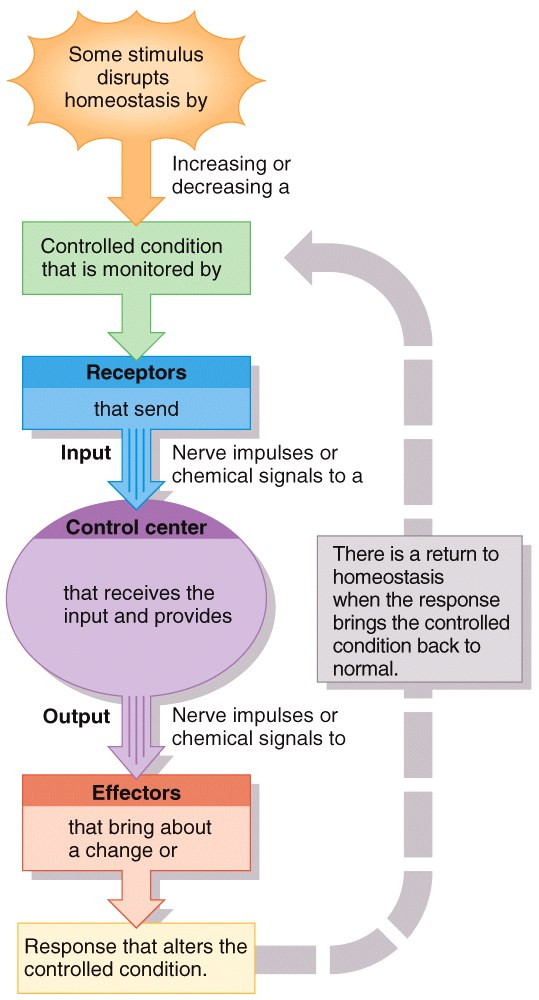 Some stimulus
disrupts
homeostasis by
Increasing or
decreasing a
Controlled condition
that is monitored by
Receptors
that send
Input
Nerve impulses or
chemical signals to a
Control center
that receives the
input and provides
Output
Nerve impulses or
chemical signals to
Effectors
that bring about
a change or
Response that alters the
controlled condition.
There is a return to
homeostasis
when the response
brings the controlled
condition back to
normal.